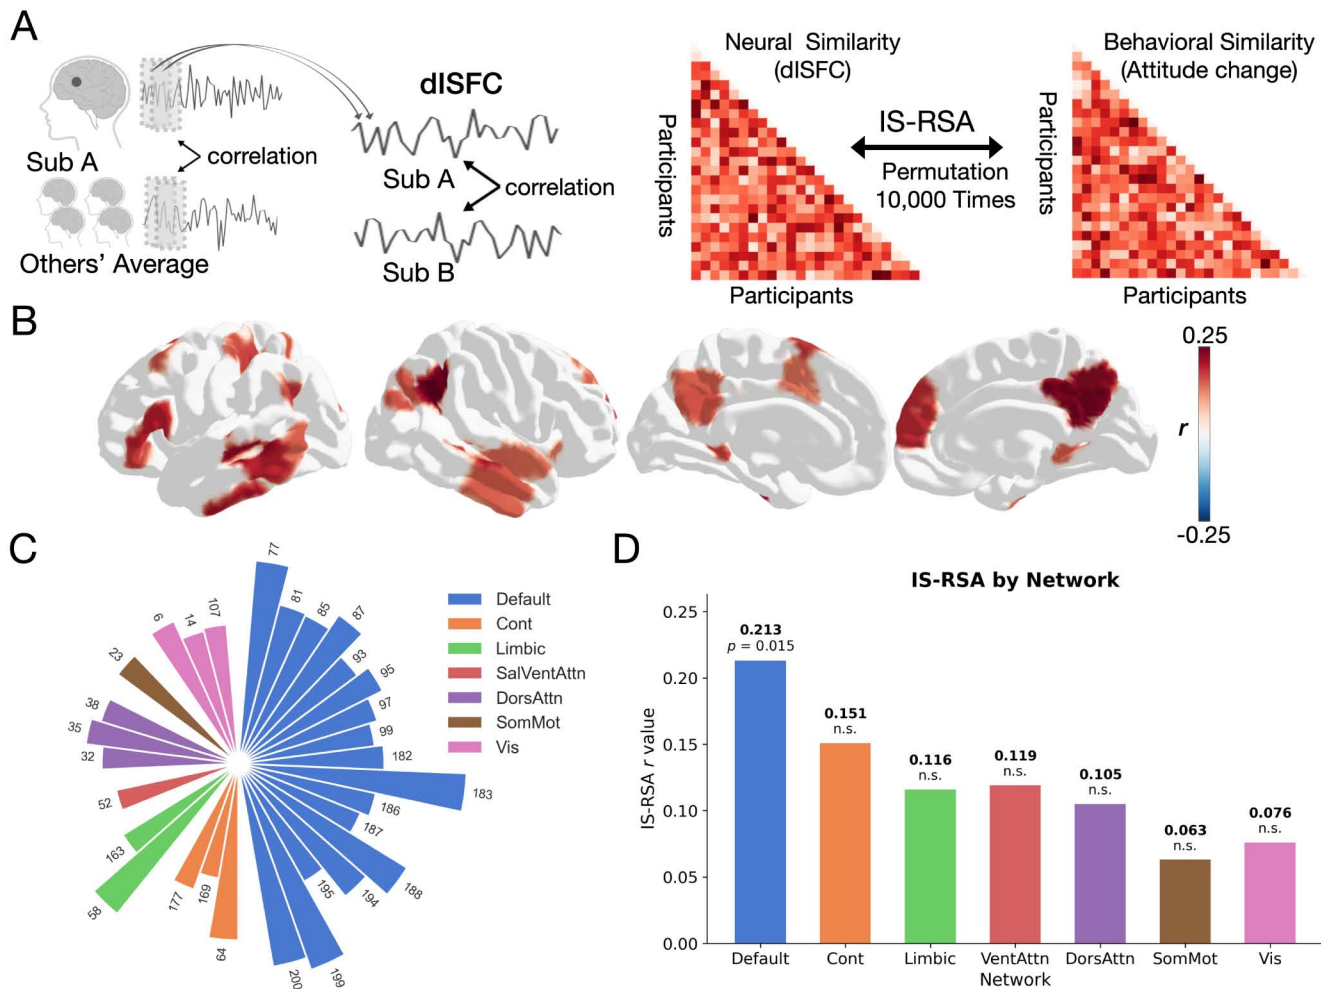 A
Sub A
correlation
Others' Average
dISFC
Sub A
correlation
Sub B
Neural Similarity
(dISFC)
Participants
Participants
IS-RSA
Permutation
10,000 Times
Behavioral Similarity
(Attitude change)
Participants
Participants
B
0.25
r
-0.25
C
77
81
85
87
93
95
97
99
182
183
186
187
188
194
195
199
200
64
169
177
58
163
52
32
35
38
23
6
14
107
Default
Cont
Limbic
SalVentAttn
DorsAttn
SomMot
Vis
D
IS-RSA by Network
IS-RSA r value
0.25
0.20
0.15
0.10
0.05
0.00
0.213
p = 0.015
0.151
n.s.
0.116
n.s.
0.119
n.s.
0.105
n.s.
0.063
n.s.
0.076
n.s.
Default Cont Limbic VentAttn DorsAttn SomMot Vis
Network